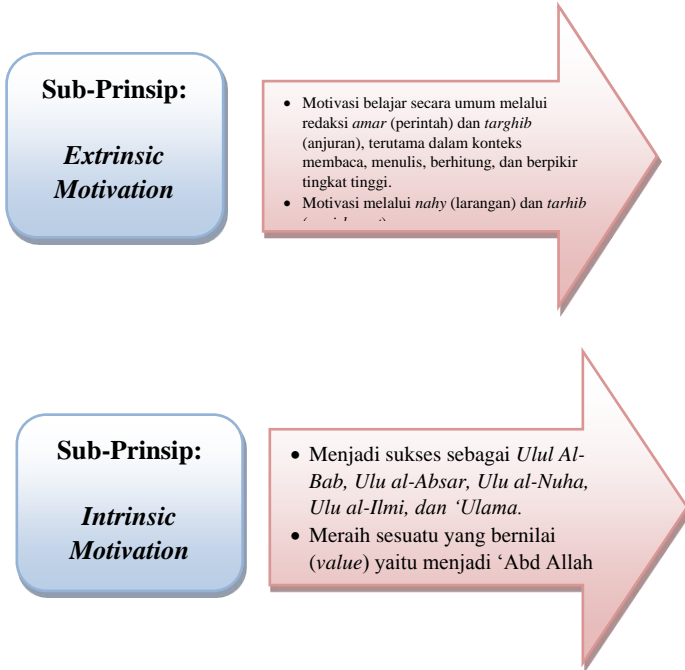 Sub-Prinsip:
Extrinsic
Motivation
• Motivasi belajar secara umum melalui
redaksi amar (perintah) dan targhib
(anjuran), terutama dalam konteks
membaca, menulis, berhitung, dan berpikir
tingkat tinggi.
• Motivasi melalui nahy (larangan) dan tarhib
Sub-Prinsip:
Intrinsic
Motivation
• Menjadi sukses sebagai Ulul Al-
Bab, Ulu al-Absar, Ulu al-Nuha,
Ulu al-Ilmi, dan ‘Ulama.
• Meraih sesuatu yang bernilai
(value) yaitu menjadi ‘Abd Allah